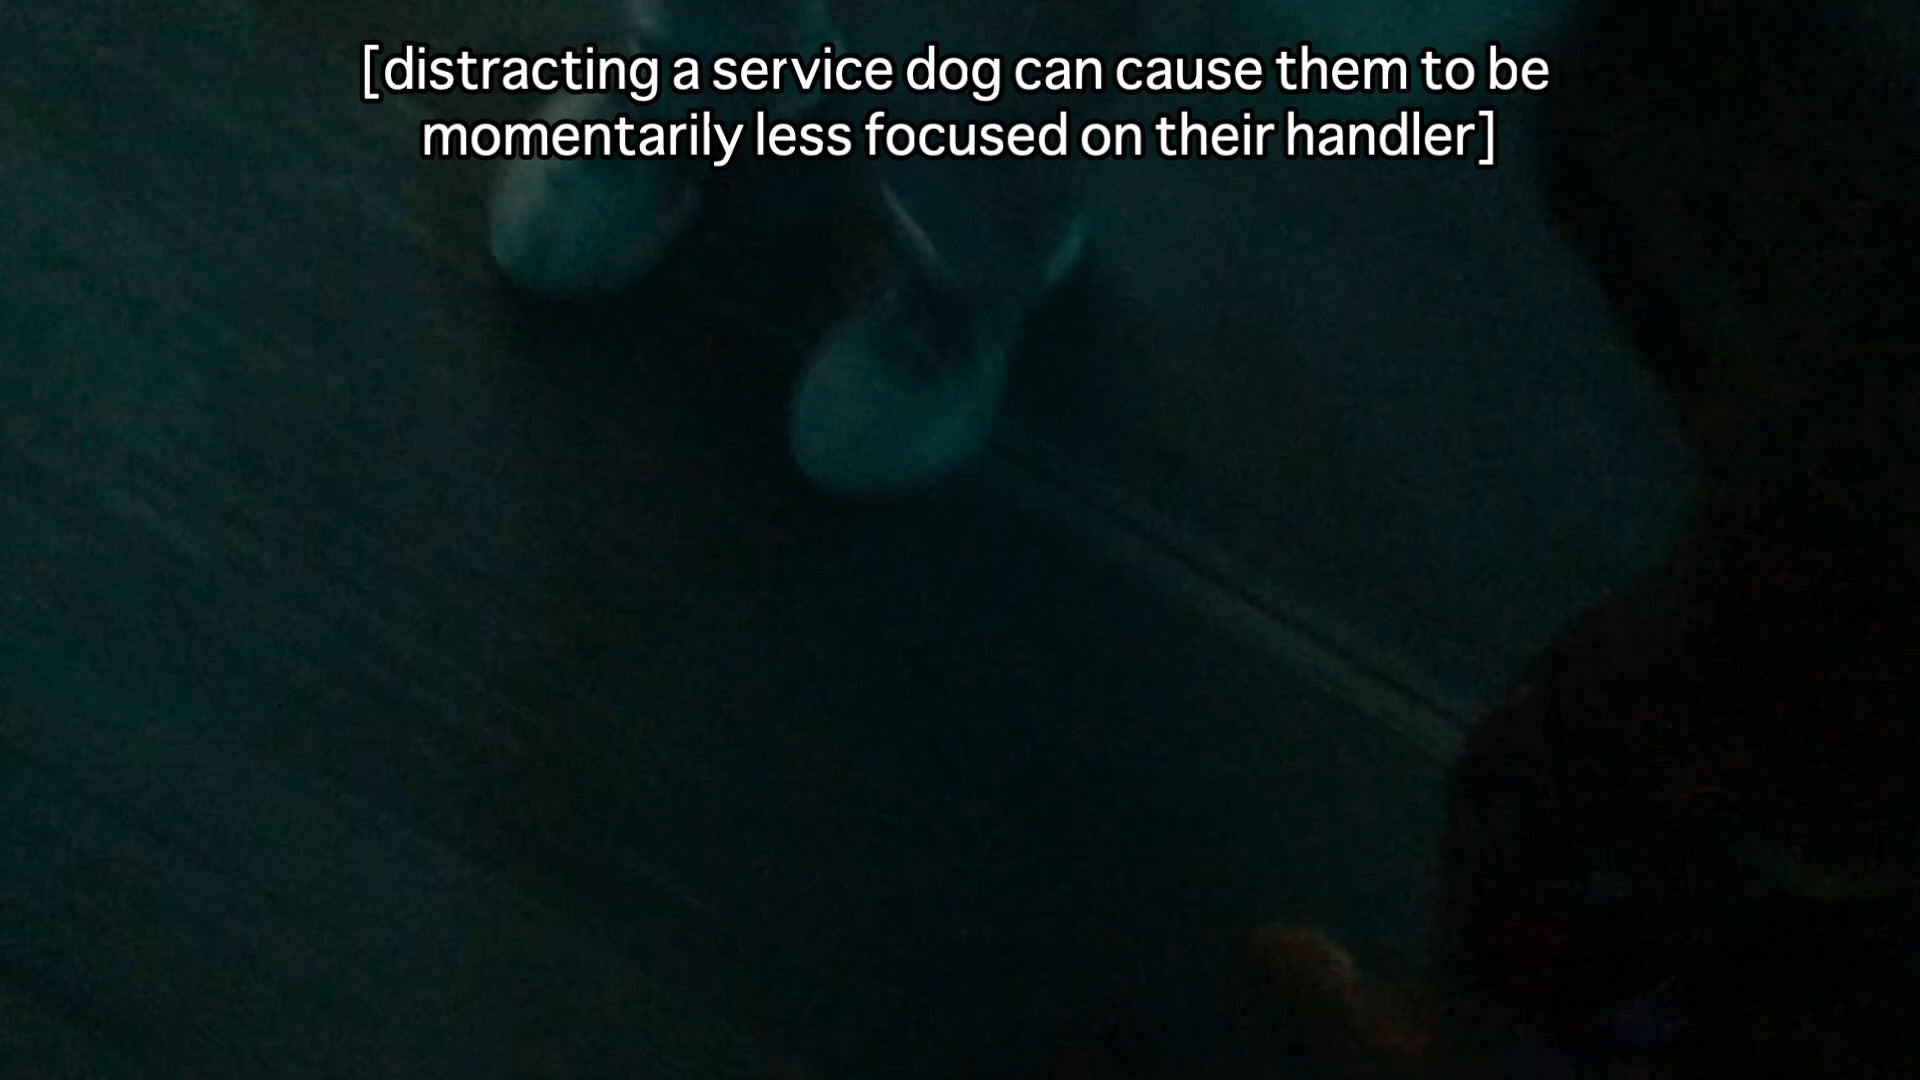 [distracting a service dog can cause them to be
momentarily less focused on their handler]